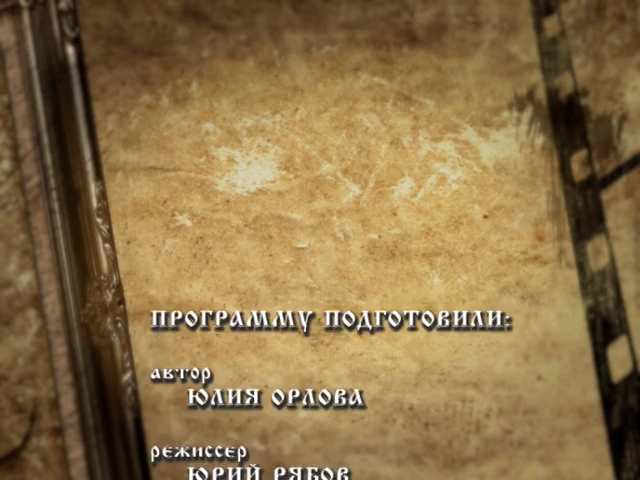 ПРОГРАММУ ПОДГОТОВИЛИ:
автор
ЮЛИЯ ОРЛОВА
режиссер
ЮРИЙ РЯБОВ